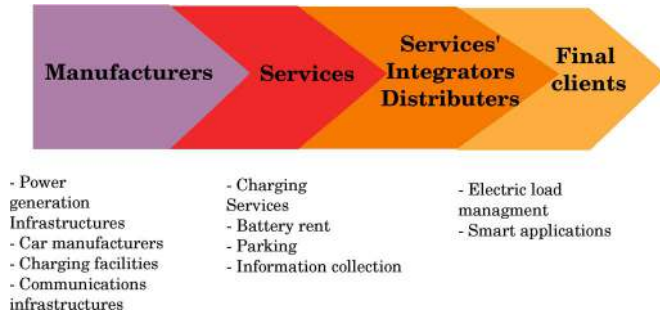 Manufacturers
Services
Services'
Integrators
Distributers
Final
clients
- Power
generation
Infrastructures
- Car manufacturers
- Charging facilities
- Communications
infrastructures
- Charging
Services
- Battery rent
- Parking
- Information collection
- Electric load
managment
- Smart applications